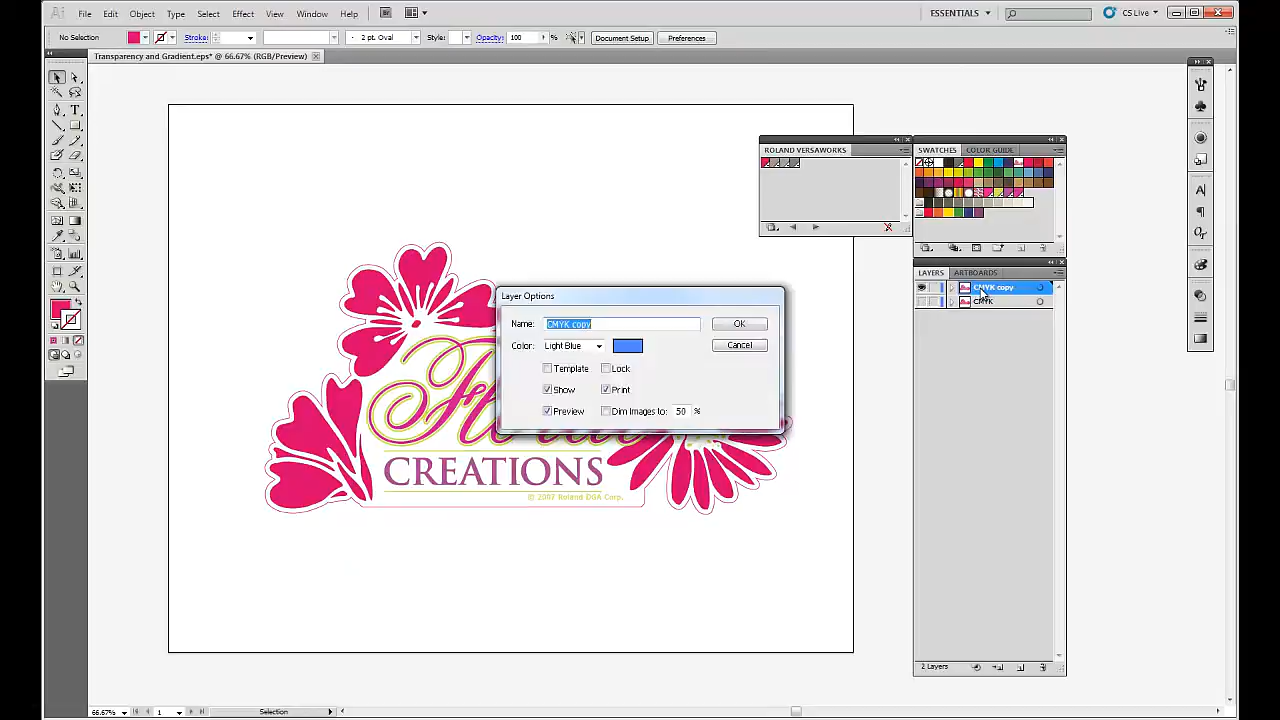 Ai File Edit Object Type Select Effect View Window Help ESSENTIALS CS Live
No Selection Stroke: 2 pt. Oval Style: Opacity: 100 % Document Setup Preferences
Transparency and Gradient.eps* @ 66.67% (RGB/Preview)
ROLAND VERSAWORKS SWATCHES COLOR GUIDE
LAYERS ARTBOARDS
CMYK copy
CMYK
Layer Options
Name: CMYK copy OK
Color: Light Blue Cancel
Template Lock
Show Print
Preview Dim Images to: 50 %
CREATIONS
© 2007 Roland DGA Corp.
2 Layers
66.67% 1 Selection